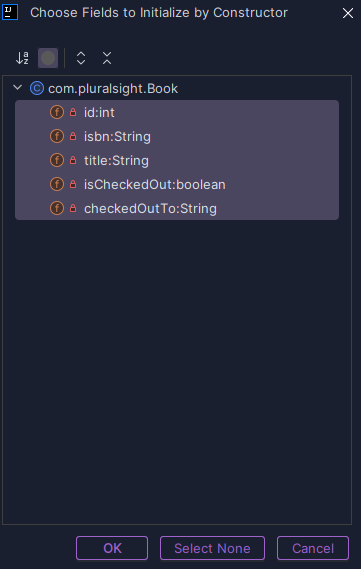 Choose Fields to Initialize by Constructor
com.pluralsight.Book
id:int
isbn:String
title:String
isCheckedOut:boolean
checkedOutTo:String
OK
Select None
Cancel